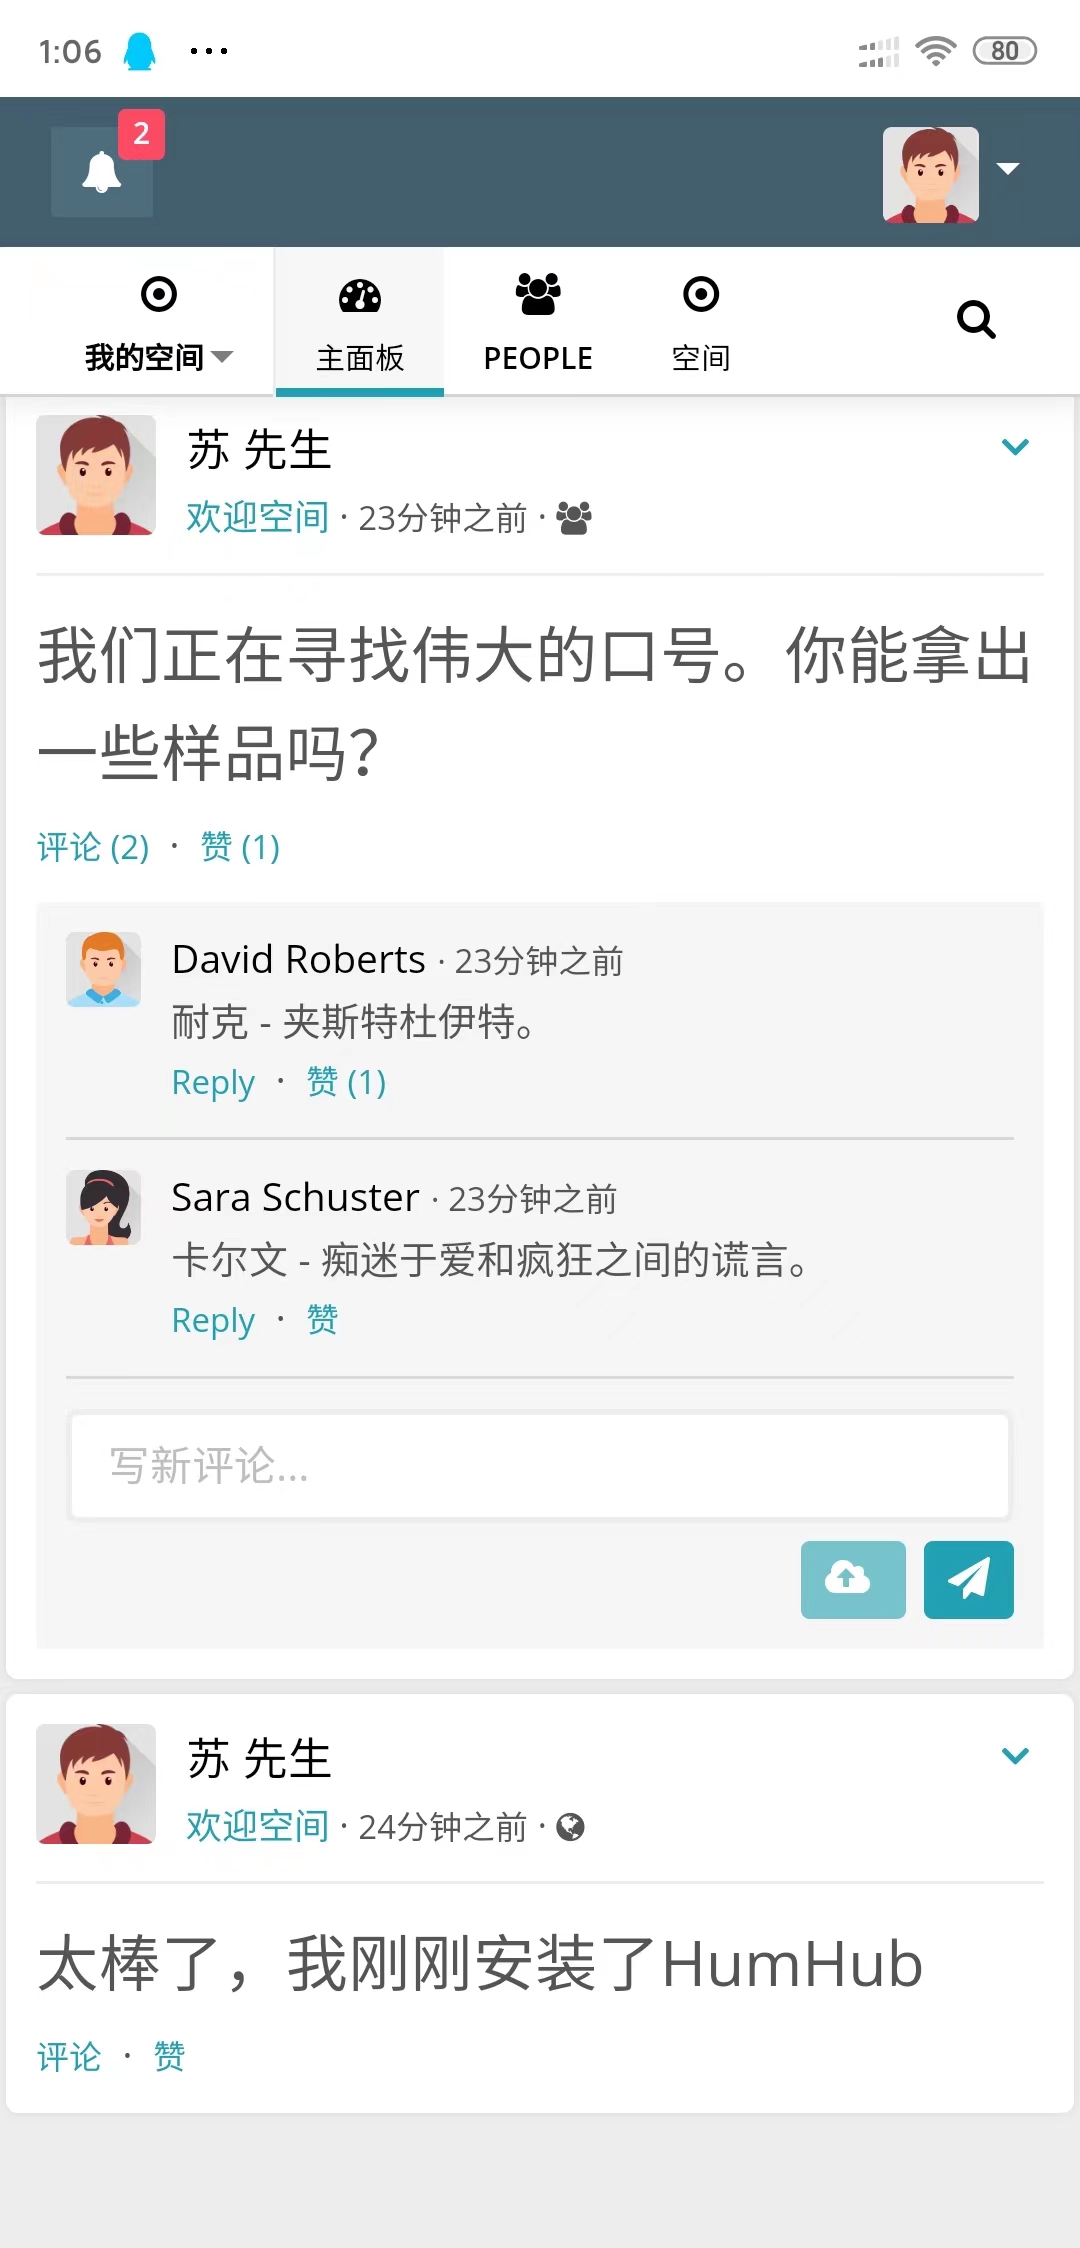 1:06 ... 80
2
我的空间 主面板 PEOPLE 空间
苏 先生
欢迎空间 · 23分钟之前 ·
我们正在寻找伟大的口号。你能拿出
一些样品吗？
评论 (2) · 赞 (1)
David Roberts · 23分钟之前
耐克 - 夹斯特杜伊特。
Reply · 赞 (1)
Sara Schuster · 23分钟之前
卡尔文 - 痴迷于爱和疯狂之间的谎言。
Reply · 赞
写新评论...
苏 先生
欢迎空间 · 24分钟之前 ·
太棒了，我刚刚安装了HumHub
评论 · 赞